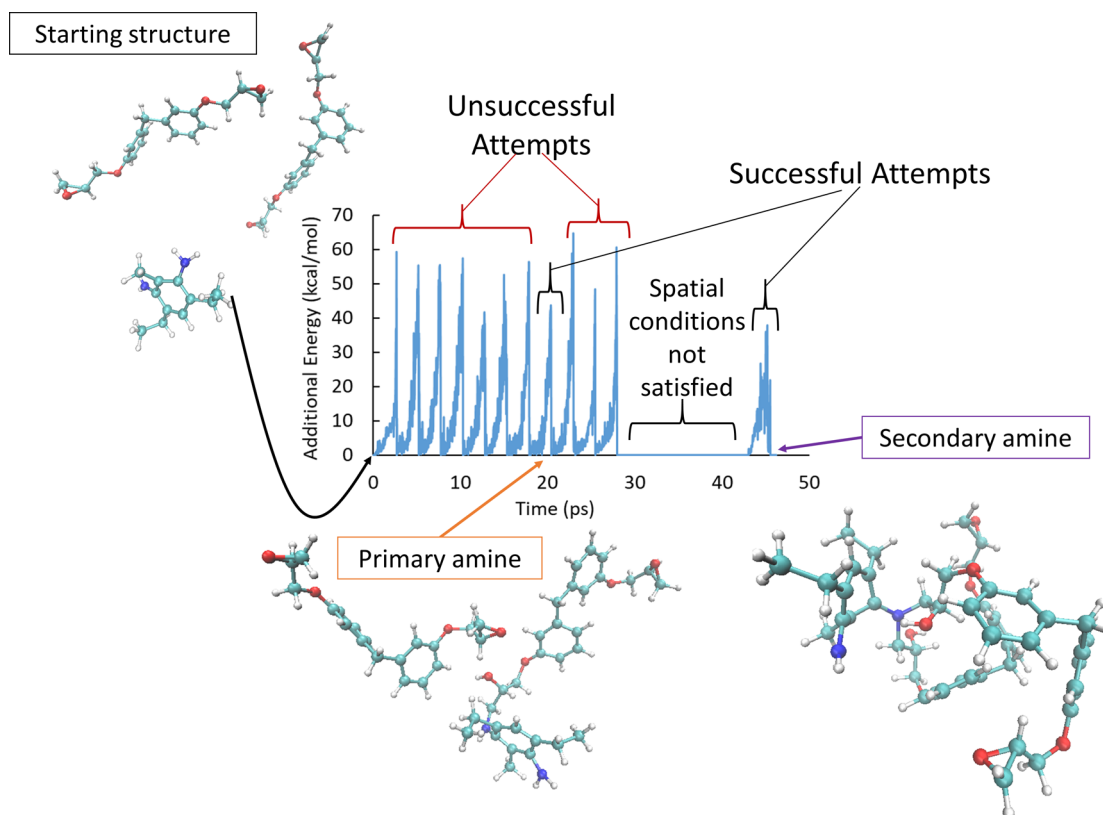 Starting structure
Unsuccessful
Attempts
Successful Attempts
Spatial
conditions
not
satisfied
Additional Energy (kcal/mol)
70
60
50
40
30
20
10
0
0
10
20
30
40
50
Time (ps)
Secondary amine
Primary amine